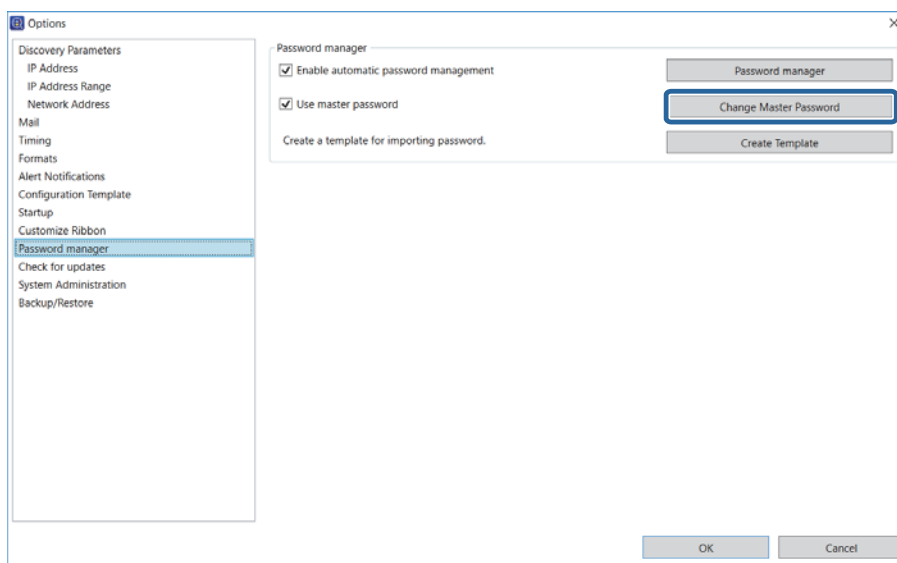 Options
Discovery Parameters
IP Address
IP Address Range
Network Address
Mail
Timing
Formats
Alert Notifications
Configuration Template
Startup
Customize Ribbon
Password manager
Check for updates
System Administration
Backup/Restore
Password manager
Enable automatic password management
Password manager
Use master password
Change Master Password
Create a template for importing password.
Create Template
OK
Cancel